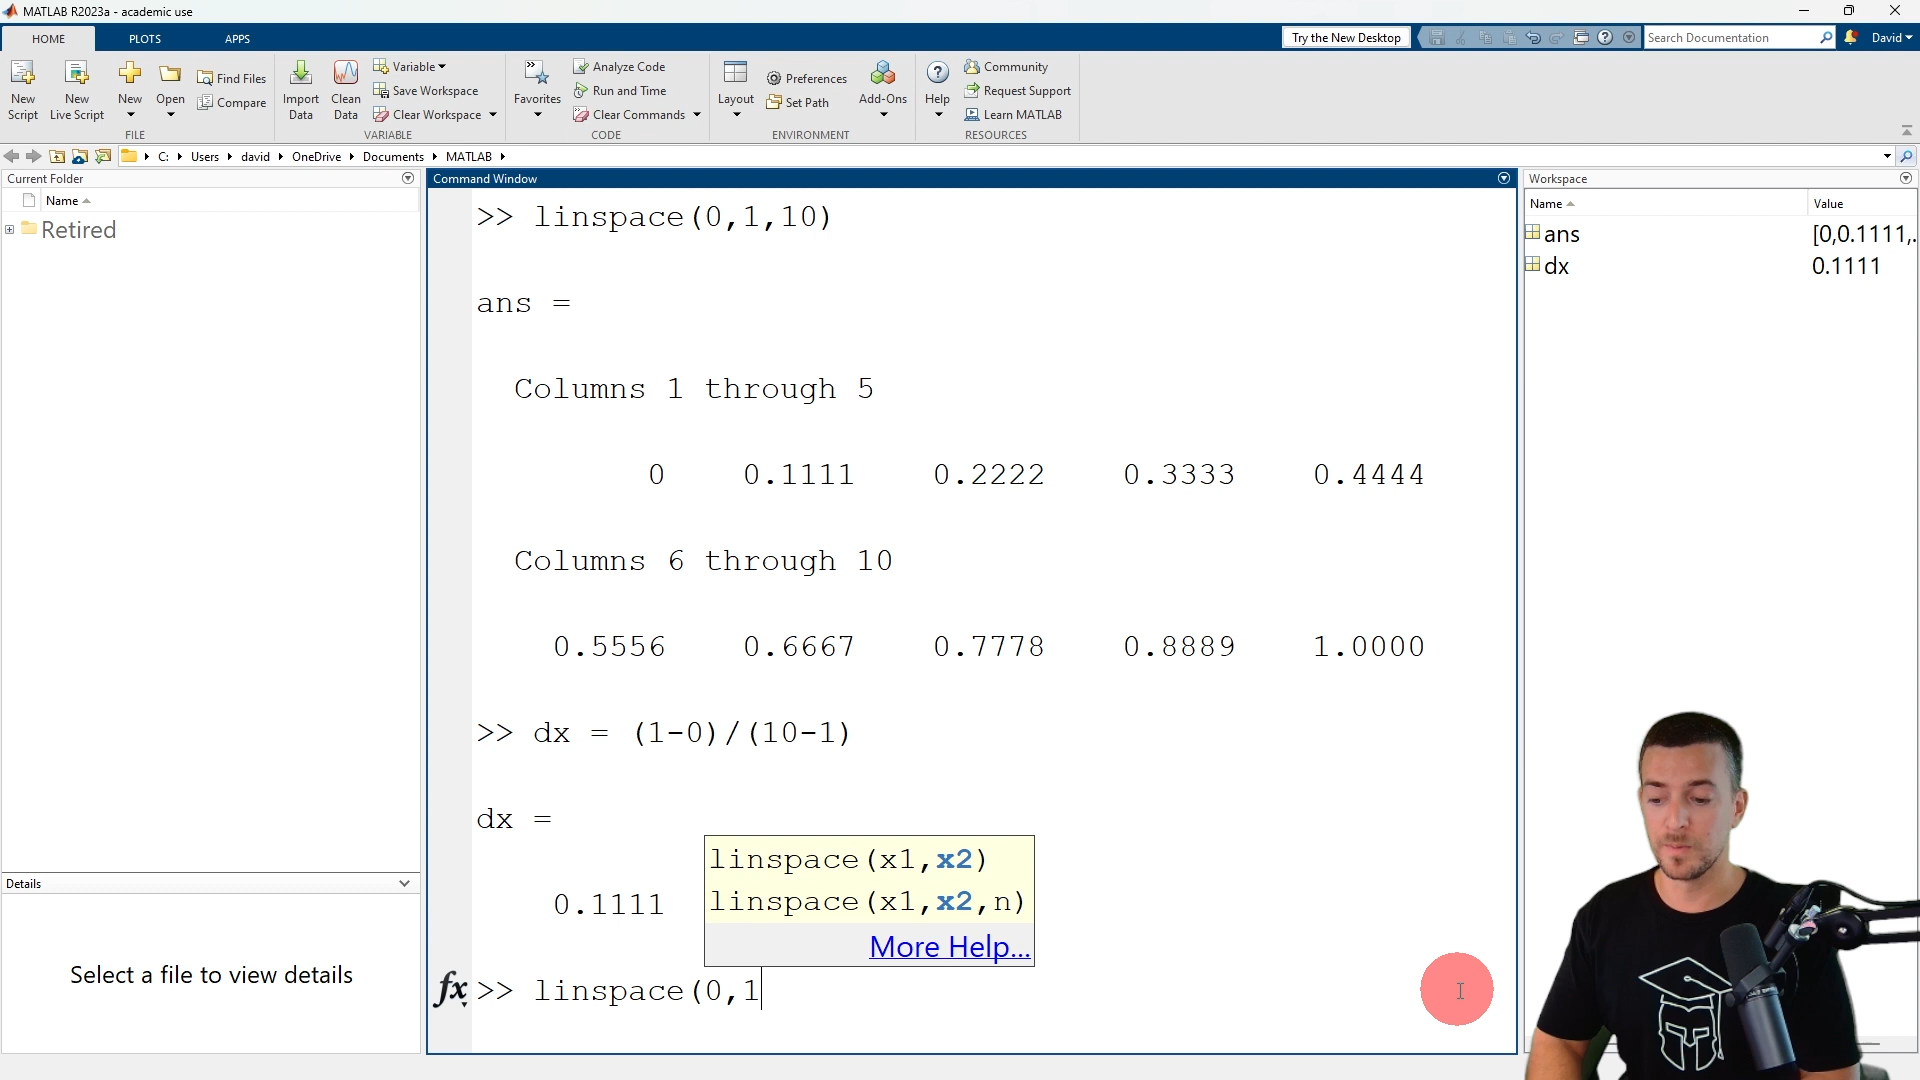 MATLAB R2023a - academic use
HOME PLOTS APPS
Try the New Desktop
Search Documentation
David
New Script
New Live Script
New
Open
Find Files
Compare
FILE
Import Data
Clean Data
Variable
Save Workspace
Clear Workspace
VARIABLE
Favorites
Analyze Code
Run and Time
Clear Commands
CODE
Layout
Preferences
Set Path
Add-Ons
ENVIRONMENT
Help
Community
Request Support
Learn MATLAB
RESOURCES
C: Users david OneDrive Documents MATLAB
Current Folder
Name
Retired
Details
Select a file to view details
Command Window
>> linspace(0,1,10)
ans =
Columns 1 through 5
0 0.1111 0.2222 0.3333 0.4444
Columns 6 through 10
0.5556 0.6667 0.7778 0.8889 1.0000
>> dx = (1-0)/(10-1)
dx =
0.1111
linspace(x1,x2)
linspace(x1,x2,n)
More Help...
fx >> linspace(0,1
Workspace
Name Value
ans [0,0.1111,.
dx 0.1111